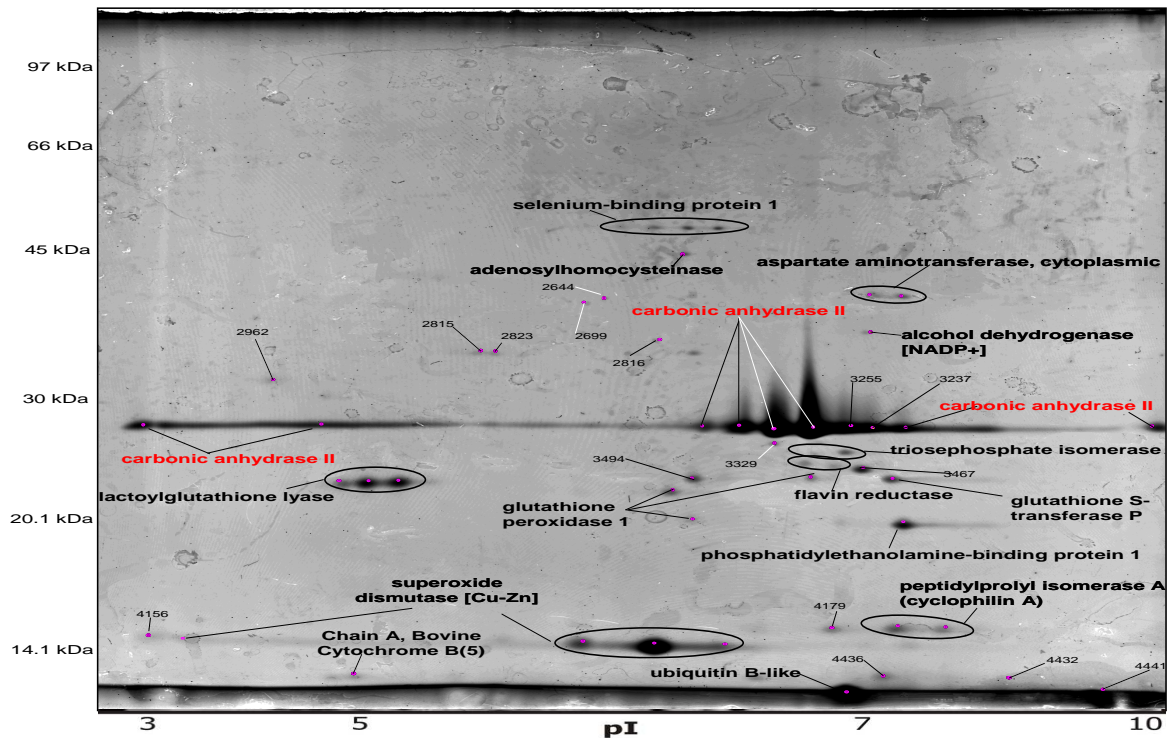 97 kDa
66 kDa
selenium-binding protein 1
45 kDa
adenosylhomocysteinase
aspartate aminotransferase, cytoplasmic
2644
carbonic anhydrase II
2962
2815
2823
2699
2816
alcohol dehydrogenase
[NADP+]
30 kDa
3255
3237
carbonic anhydrase II
carbonic anhydrase II
3494
3329
triosephosphate isomerase
3467
lactoylglutathione lyase
flavin reductase
glutathione
peroxidase 1
glutathione S-
transferase P
20.1 kDa
phosphatidylethanolamine-binding protein 1
superoxide
dismutase [Cu-Zn]
peptidylprolyl isomerase A
(cyclophilin A)
4156
4179
Chain A, Bovine
Cytochrome B(5)
14.1 kDa
ubiquitin B-like
4436
4432
4441
3
5
pI
7
10